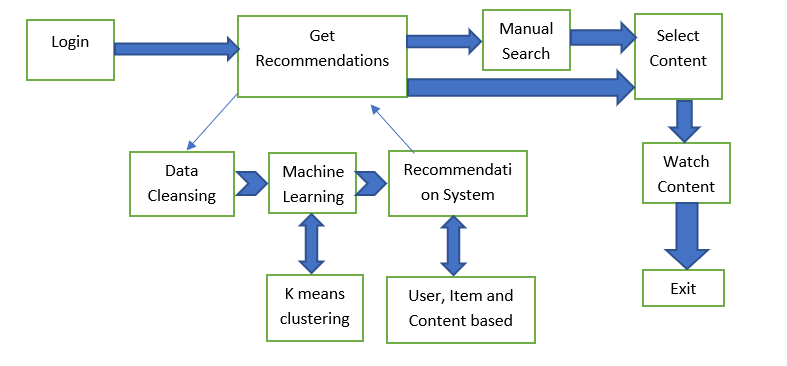 Login
Get
Recommendations
Manual
Search
Select
Content
Data
Cleansing
Machine
Learning
Recommendati
on System
Watch
Content
K means
clustering
User, Item and
Content based
Exit